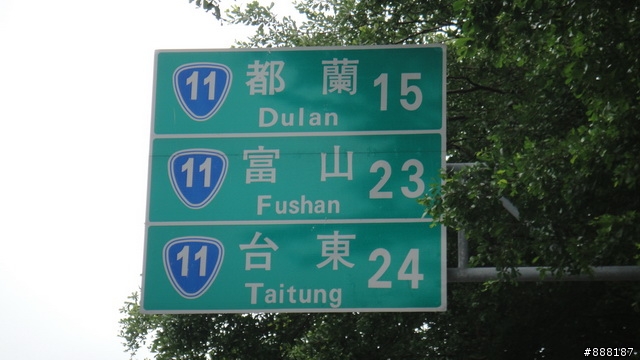 11 都 蘭 15
Dulan
11 富 山 23
Fushan
11 台 東 24
Taitung
#888187